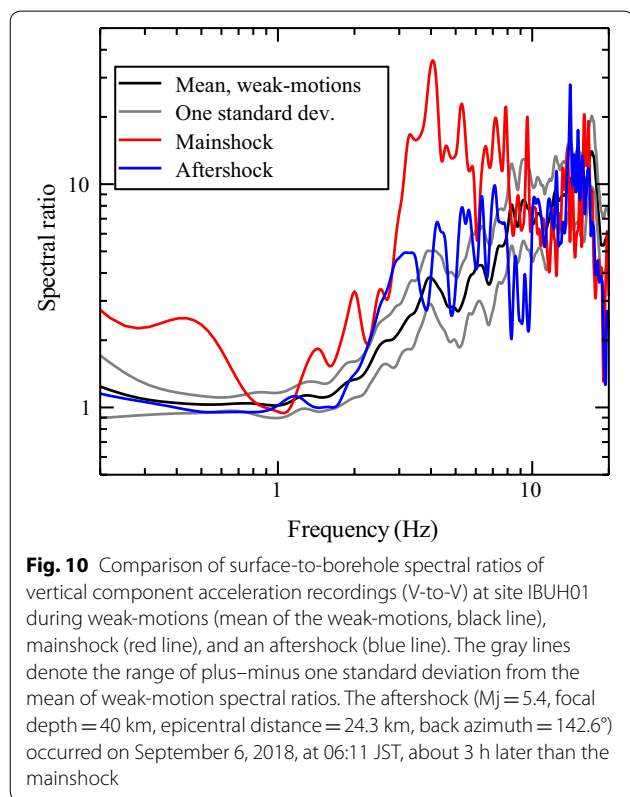 Mean, weak-motions
One standard dev.
Mainshock
Aftershock
10
1
Spectral ratio
1
10
Frequency (Hz)
Fig. 10 Comparison of surface-to-borehole spectral ratios of
vertical component acceleration recordings (V-to-V) at site IBUH01
during weak-motions (mean of the weak-motions, black line),
mainshock (red line), and an aftershock (blue line). The gray lines
denote the range of plus–minus one standard deviation from the
mean of weak-motion spectral ratios. The aftershock (Mj = 5.4, focal
depth = 40 km, epicentral distance = 24.3 km, back azimuth = 142.6°)
occurred on September 6, 2018, at 06:11 JST, about 3 h later than the
mainshock